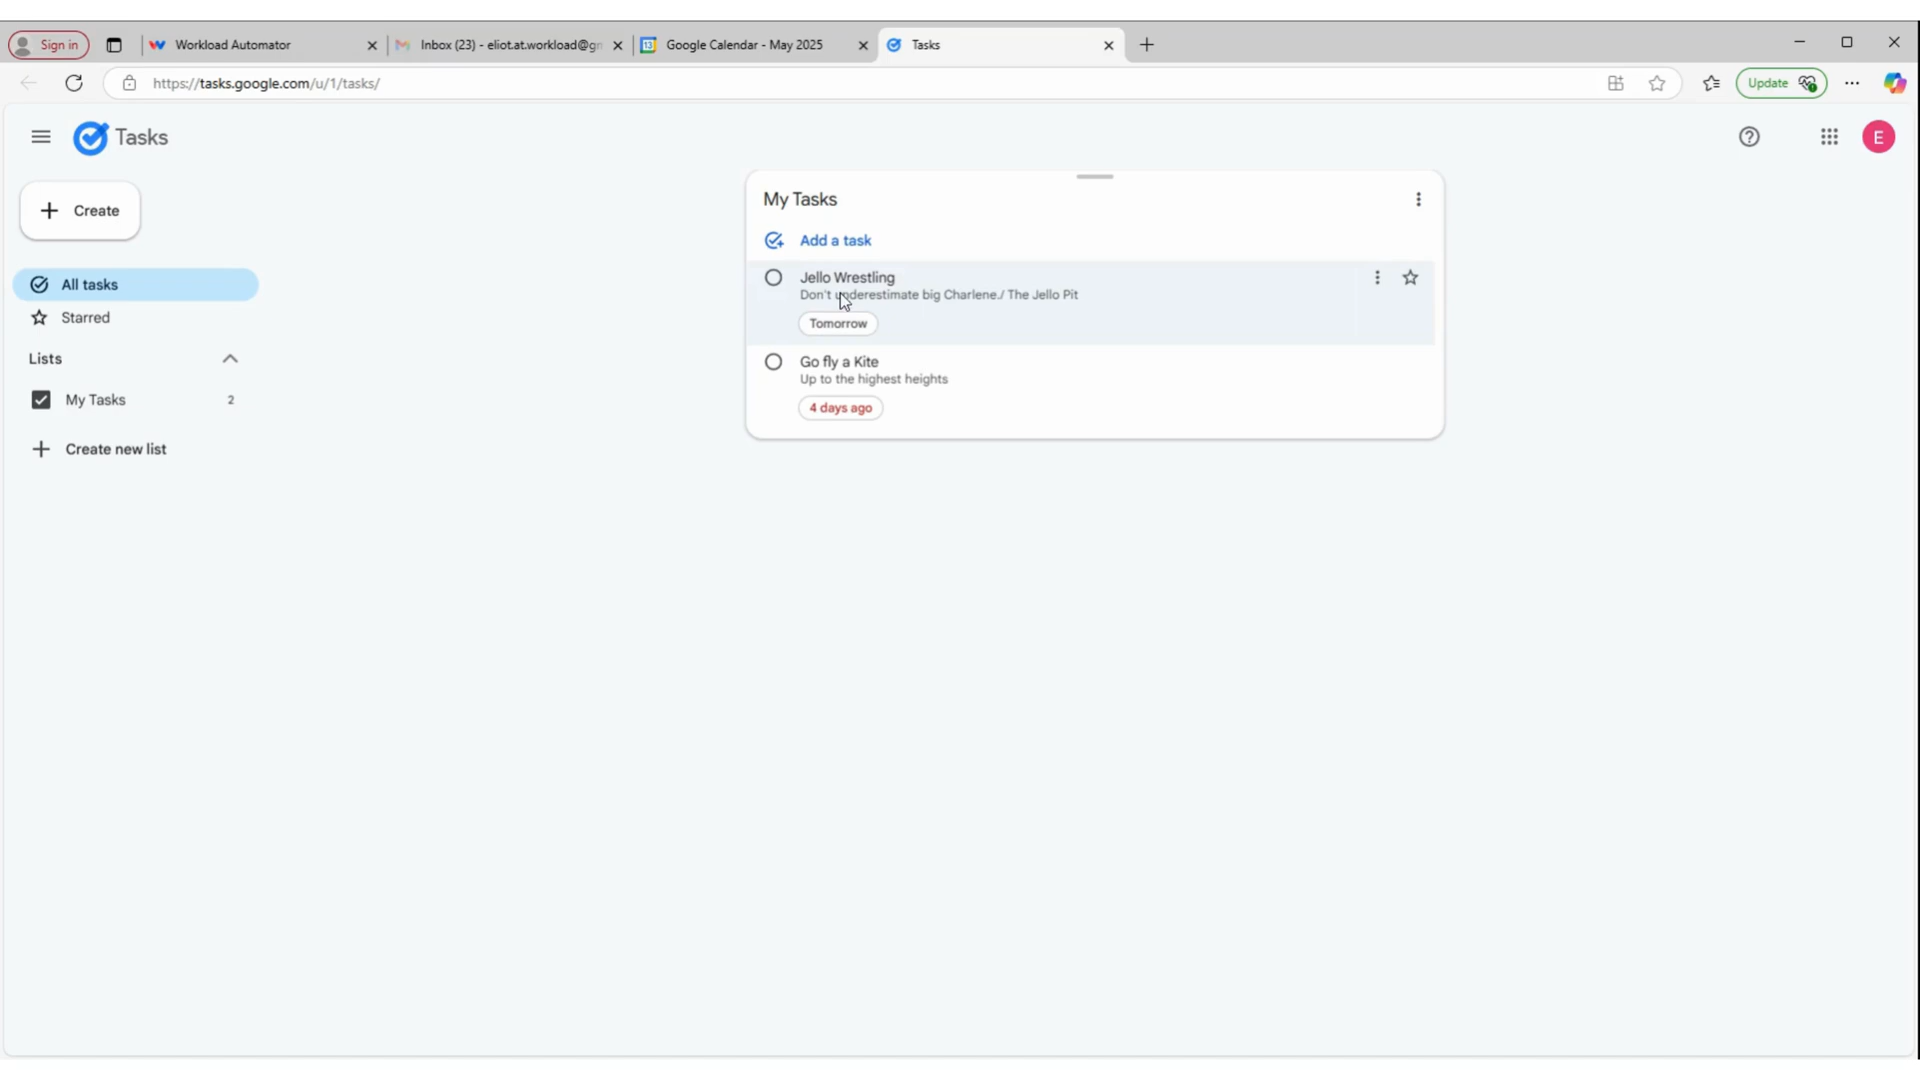 Sign in
Workload Automator
Inbox (23) - eliot.at.workload@gm
Google Calendar - May 2025
Tasks
https://tasks.google.com/u/1/tasks/
Update
Tasks
E
Create
All tasks
Starred
Lists
My Tasks 2
Create new list
My Tasks
Add a task
Jello Wrestling
Don't underestimate big Charlene./ The Jello Pit
Tomorrow
Go fly a Kite
Up to the highest heights
4 days ago